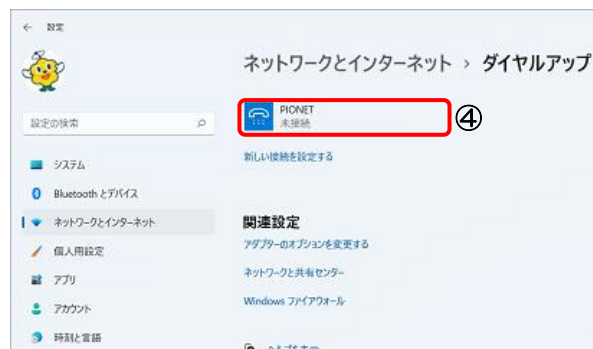 ← 設定
ネットワークとインターネット › ダイヤルアップ
PIONET
未接続
④
設定の検索
新しい接続を設定する
システム
Bluetooth とデバイス
ネットワークとインターネット
個人用設定
アプリ
アカウント
時刻と言語
関連設定
アダプターのオプションを変更する
ネットワークと共有センター
Windows ファイアウォール